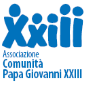 XXIII
Associazione
Comunità
Papa Giovanni XXIII